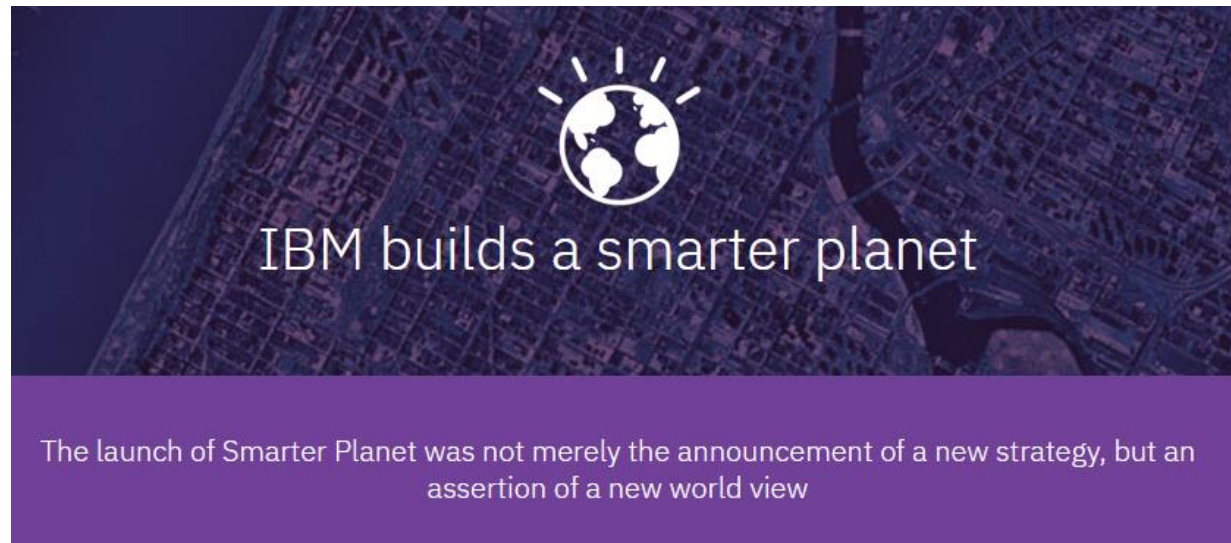 IBM builds a smarter planet
The launch of Smarter Planet was not merely the announcement of a new strategy, but an
assertion of a new world view